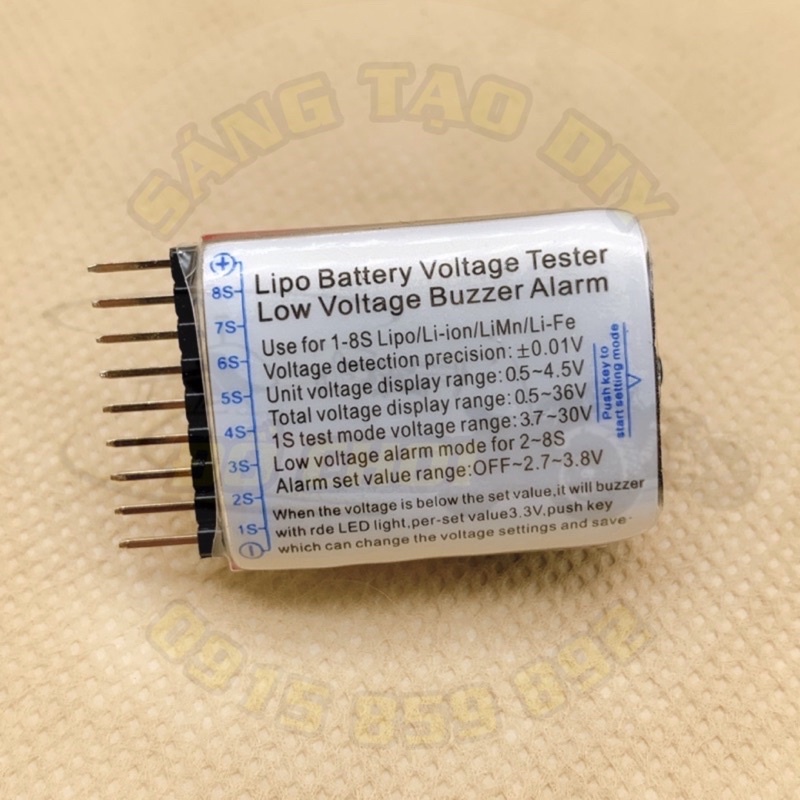 SÁNG TẠO DIY
+
8S
7S
6S
5S
4S
3S
2S
1S
−
Lipo Battery Voltage Tester
Low Voltage Buzzer Alarm
Use for 1-8S Lipo/Li-ion/LiMn/Li-Fe
Voltage detection precision: ±0.01V
Unit voltage display range: 0.5~4.5V
Total voltage display range: 0.5~36V
1S test mode voltage range: 3.7~30V
Low voltage alarm mode for 2~8S
Alarm set value range:OFF~2.7~3.8V
When the voltage is below the set value,it will buzzer
with rde LED light,per-set value3.3V,push key
which can change the voltage settings and save·
Push key to
start setting mode
0915 859 892